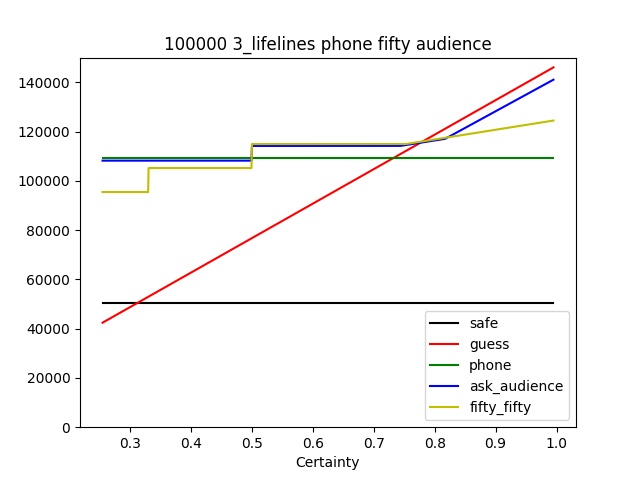 100000 3_lifelines phone fifty audience
140000
120000
100000
80000
60000
40000
20000
0
safe
guess
phone
ask_audience
fifty_fifty
0.3 0.4 0.5 0.6 0.7 0.8 0.9 1.0
Certainty